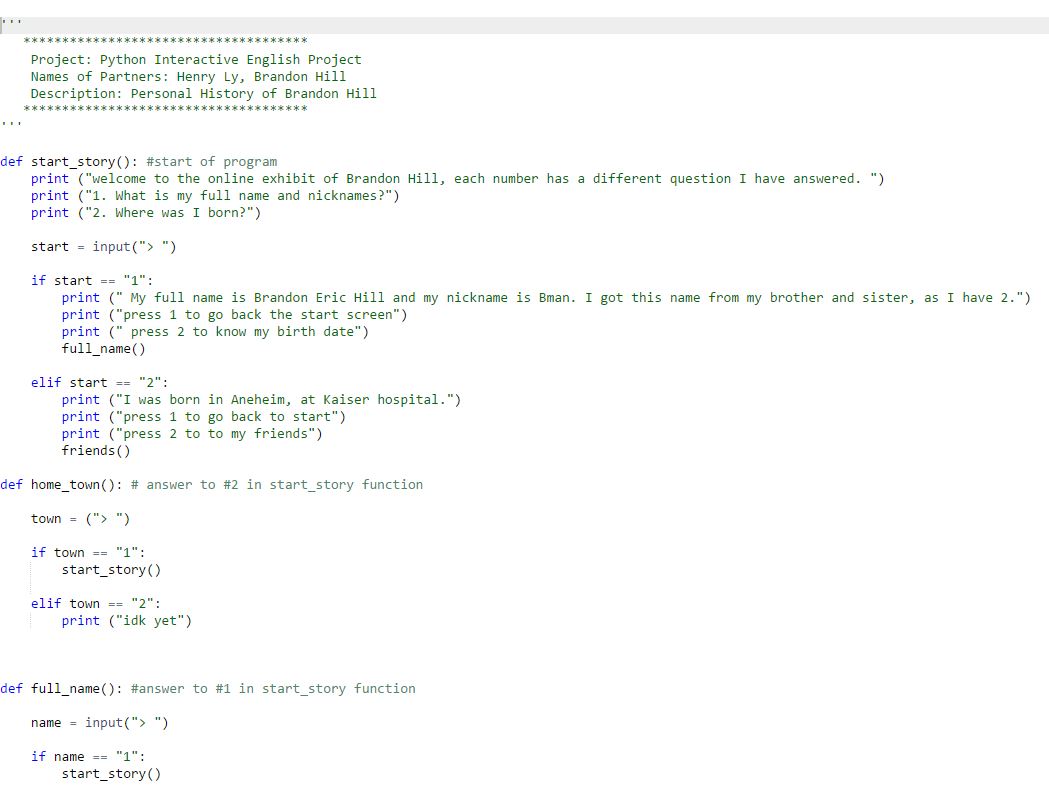 '''
*************************************
Project: Python Interactive English Project
Names of Partners: Henry Ly, Brandon Hill
Description: Personal History of Brandon Hill
*************************************
'''
def start_story(): #start of program
    print ("welcome to the online exhibit of Brandon Hill, each number has a different question I have answered. ")
    print ("1. What is my full name and nicknames?")
    print ("2. Where was I born?")
    start = input("> ")
    if start == "1":
        print (" My full name is Brandon Eric Hill and my nickname is Bman. I got this name from my brother and sister, as I have 2.")
        print ("press 1 to go back the start screen")
        print (" press 2 to know my birth date")
        full_name()
    elif start == "2":
        print ("I was born in Aneheim, at Kaiser hospital.")
        print ("press 1 to go back to start")
        print ("press 2 to to my friends")
        friends()
def home_town(): # answer to #2 in start_story function
    town = ("> ")
    if town == "1":
        start_story()
    elif town == "2":
        print ("idk yet")
def full_name(): #answer to #1 in start_story function
    name = input("> ")
    if name == "1":
        start_story()